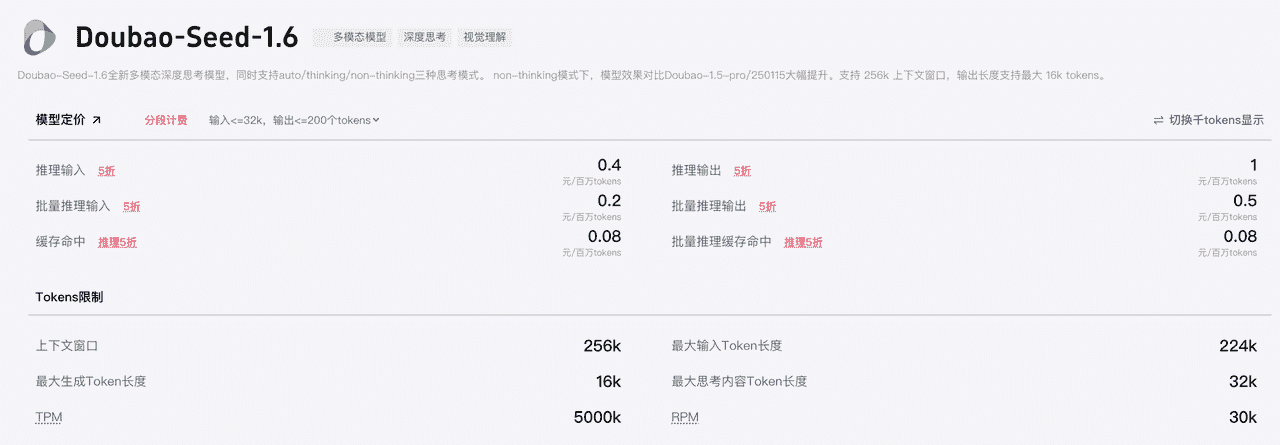 Doubao-Seed-1.6 多模态模型 深度思考 视觉理解
Doubao-Seed-1.6全新多模态深度思考模型，同时支持auto/thinking/non-thinking三种思考模式。 non-thinking模式下，模型效果对比Doubao-1.5-pro/250115大幅提升。支持 256k 上下文窗口，输出长度支持最大 16k tokens。
模型定价 分段计费 输入<=32k，输出<=200个tokens 切换千tokens显示
推理输入 5折 0.4 推理输出 5折 1
元/百万tokens 元/百万tokens
批量推理输入 5折 0.2 批量推理输出 5折 0.5
元/百万tokens 元/百万tokens
缓存命中 推理5折 0.08 批量推理缓存命中 推理5折 0.08
元/百万tokens 元/百万tokens
Tokens限制
上下文窗口 256k 最大输入Token长度 224k
最大生成Token长度 16k 最大思考内容Token长度 32k
TPM 5000k RPM 30k